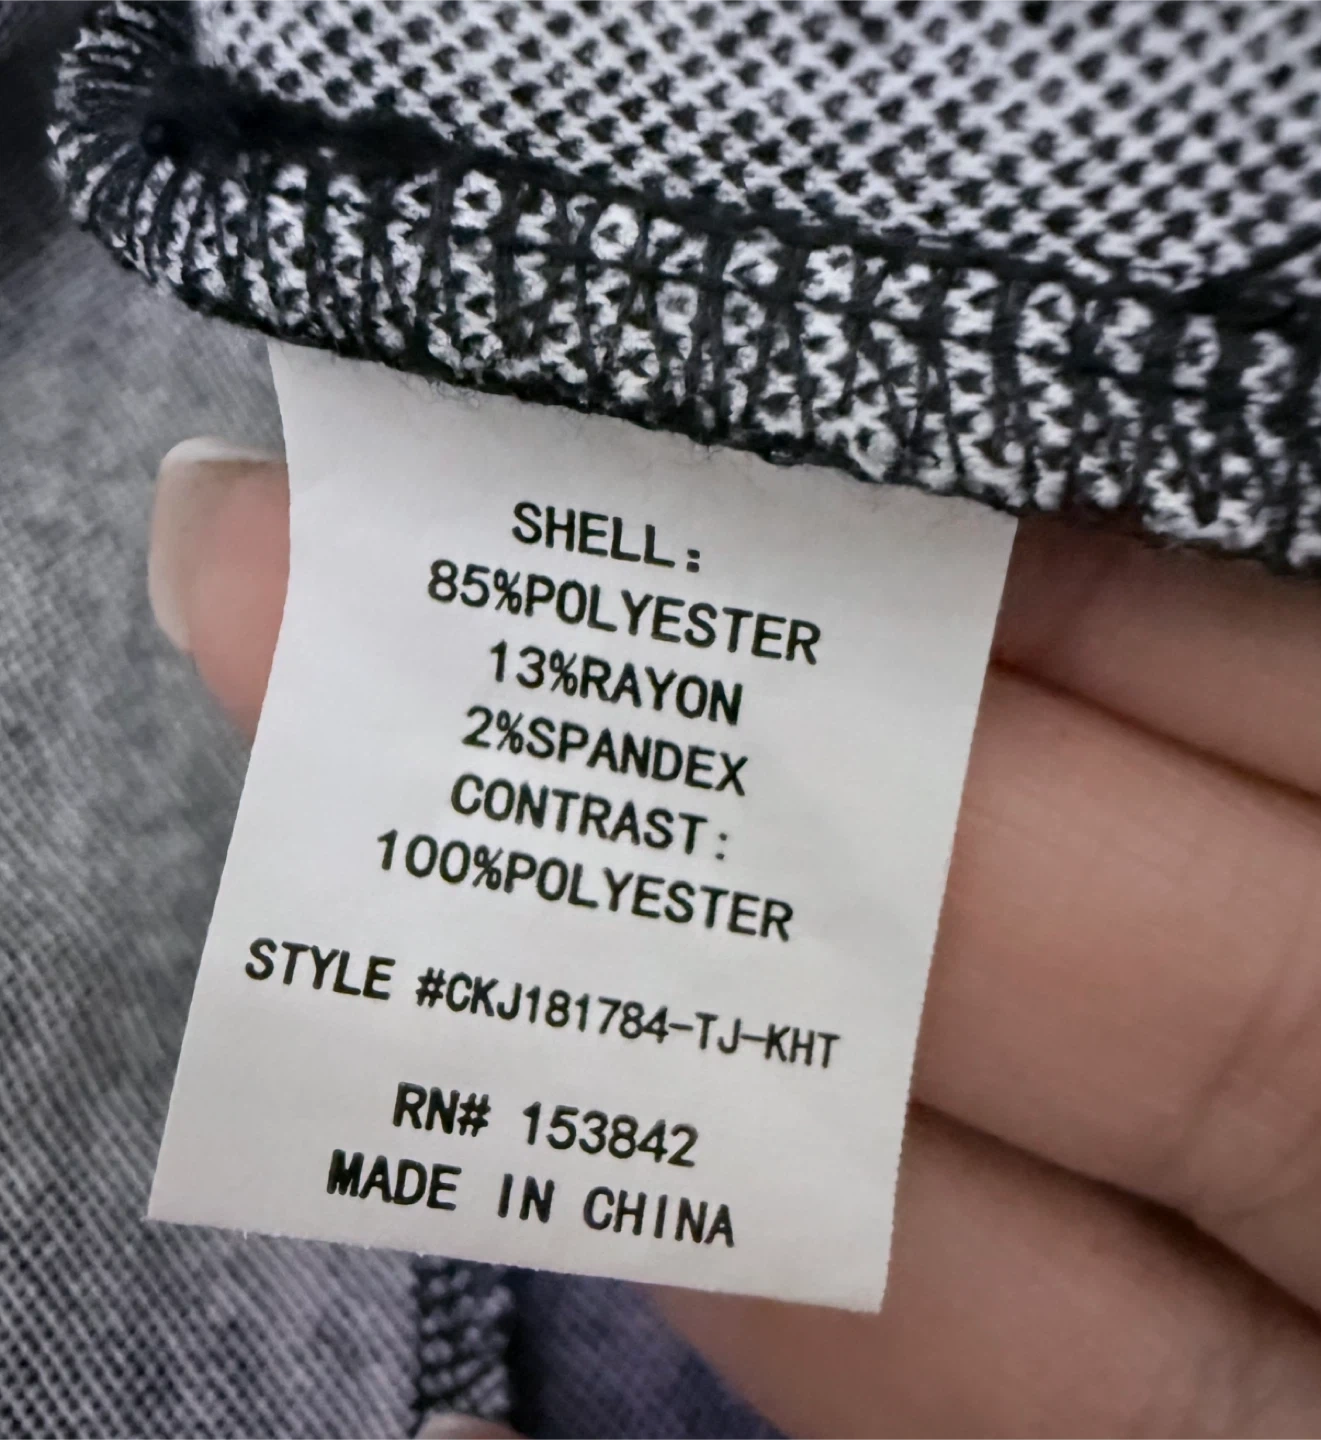 SHELL:
85%POLYESTER
13%RAYON
2%SPANDEX
CONTRAST:
100%POLYESTER
STYLE #CKJ181784-TJ-KHT
RN# 153842
MADE IN CHINA